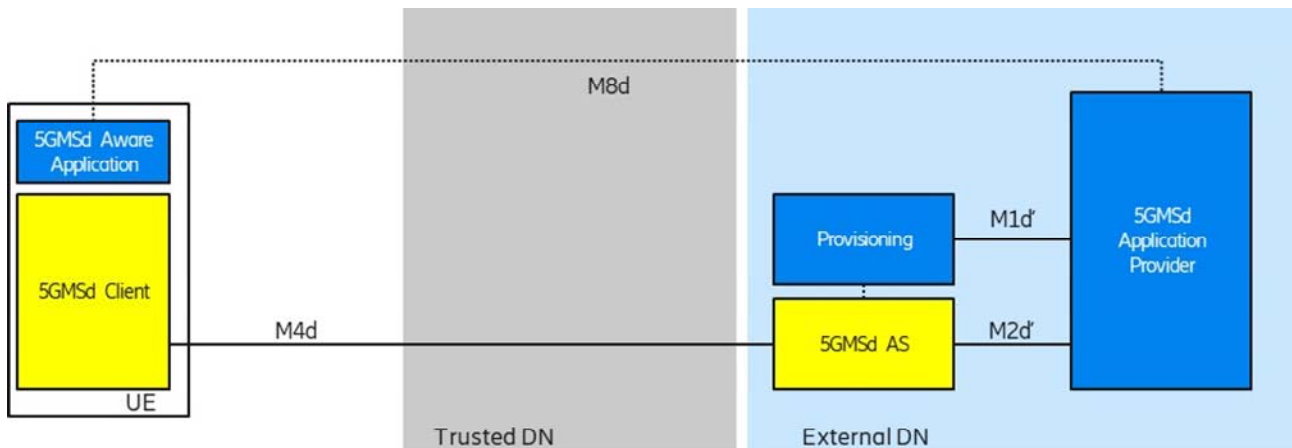 M8d
5GMSd Aware
Application
5GMSd Client
UE
M4d
Trusted DN
Provisioning
M1d'
5GMSd AS
M2d'
5GMSd
Application
Provider
External DN